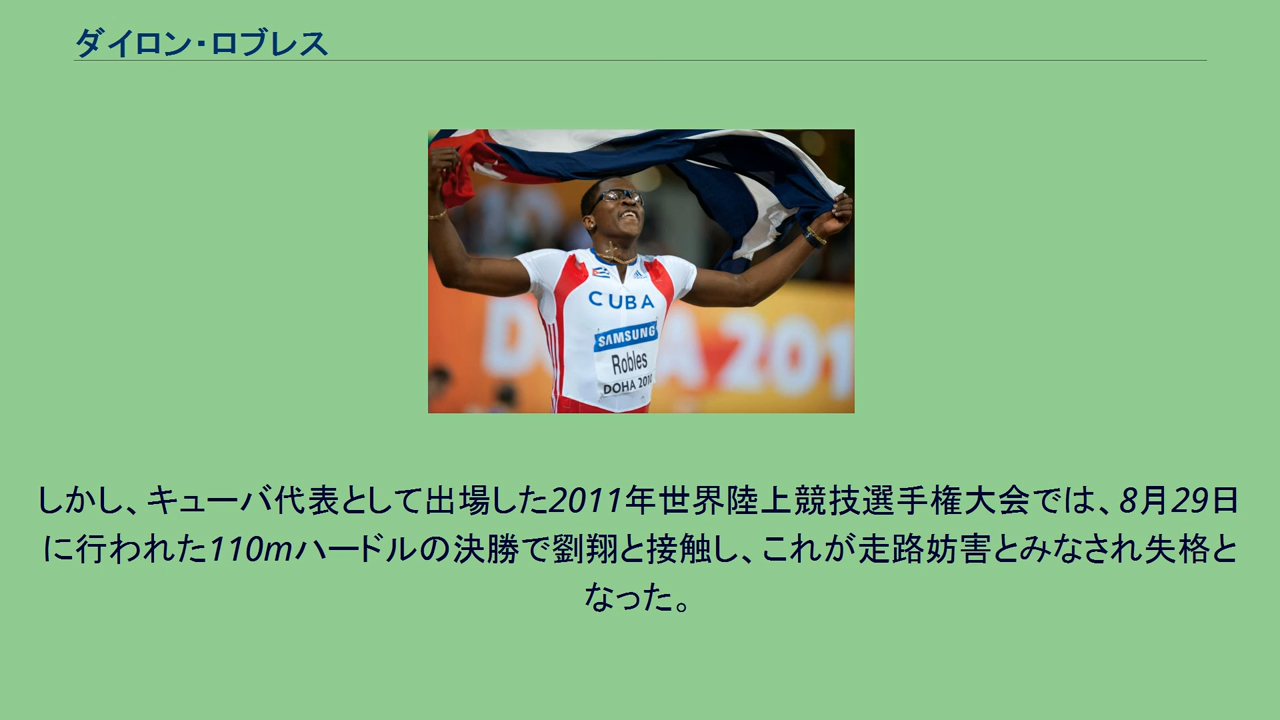 ダイロン・ロブレス
CUBA
SAMSUNG
Robles
DOHA 2010
DOHA 201
しかし、キューバ代表として出場した2011年世界陸上競技選手権大会では、8月29日
に行われた110mハードルの決勝で劉翔と接触し、これが走路妨害とみなされ失格と
なった。